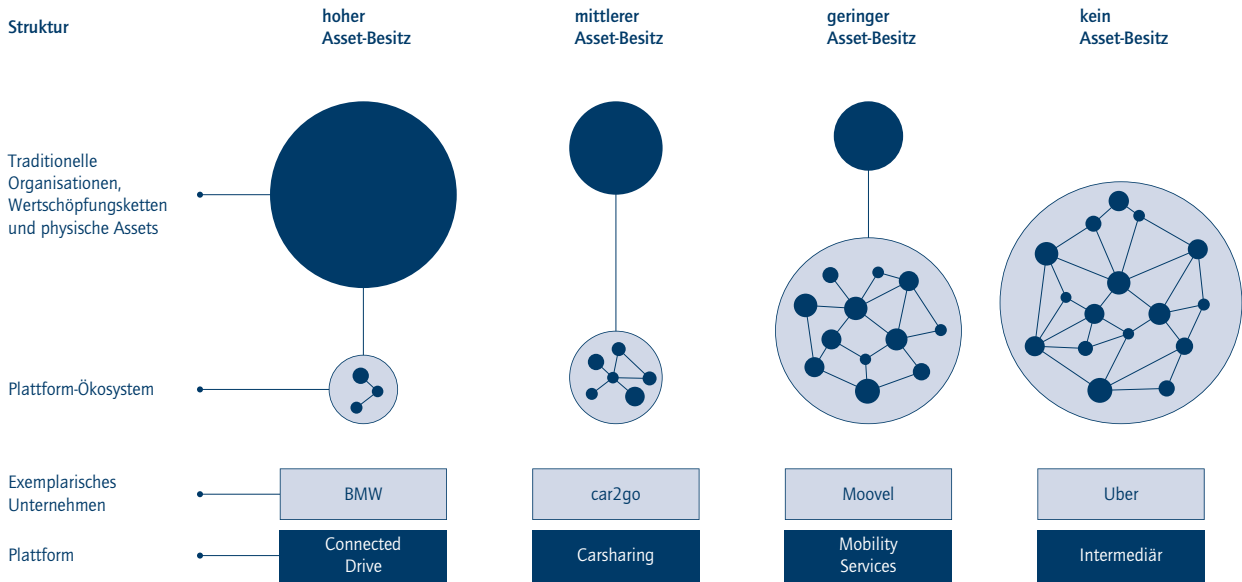 Struktur
hoher
Asset-Besitz
mittlerer
Asset-Besitz
geringer
Asset-Besitz
kein
Asset-Besitz
Traditionelle
Organisationen,
Wertschöpfungsketten
und physische Assets
Plattform-Ökosystem
Exemplarisches
Unternehmen
BMW
car2go
Moovel
Uber
Plattform
Connected
Drive
Carsharing
Mobility
Services
Intermediär